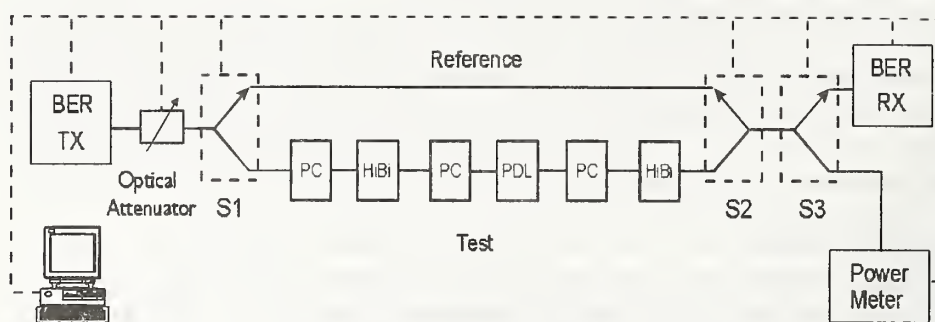 Reference
BER
TX
BER
RX
PC
HiBi
PC
PDL
PC
HiBi
Optical
Attenuator
S1
S2
S3
Test
Power
Meter